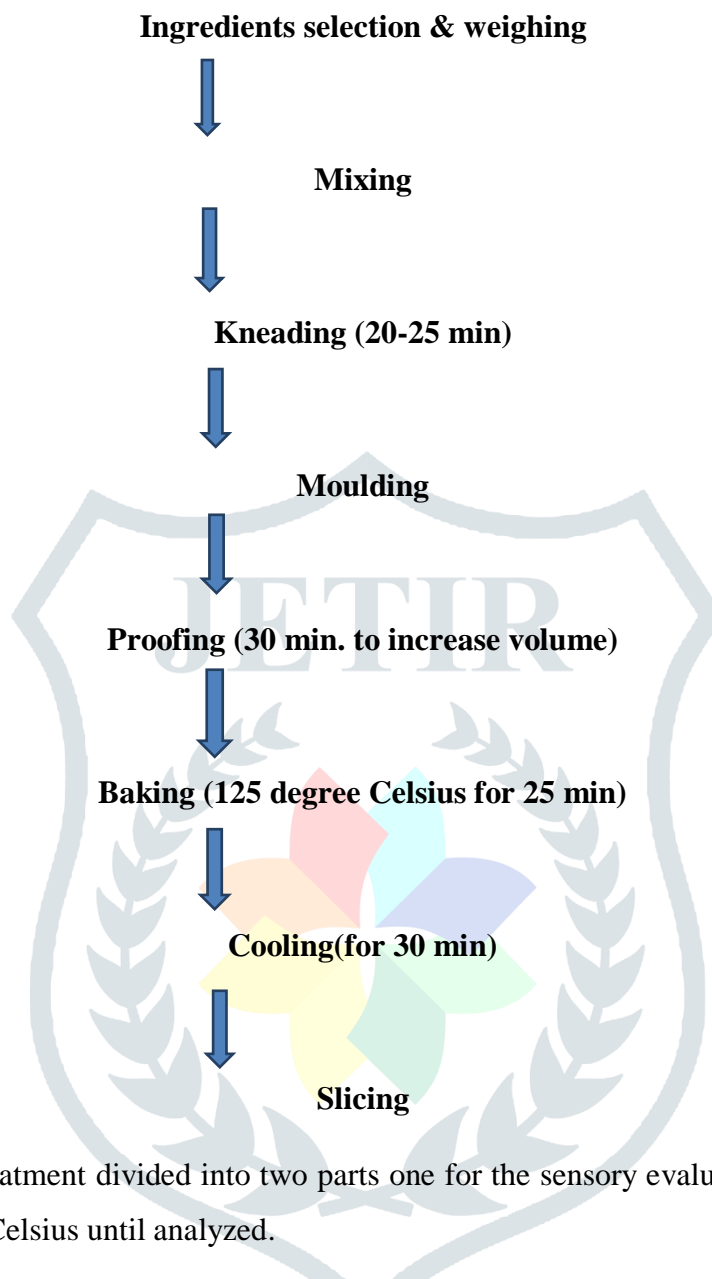 Ingredients selection & weighing
Mixing
Kneading (20-25 min)
Moulding
JETIR
Proofing (30 min. to increase volume)
Baking (125 degree Celsius for 25 min)
Cooling(for 30 min)
Slicing
eatment divided into two parts one for the sensory evalu
Celsius until analyzed.